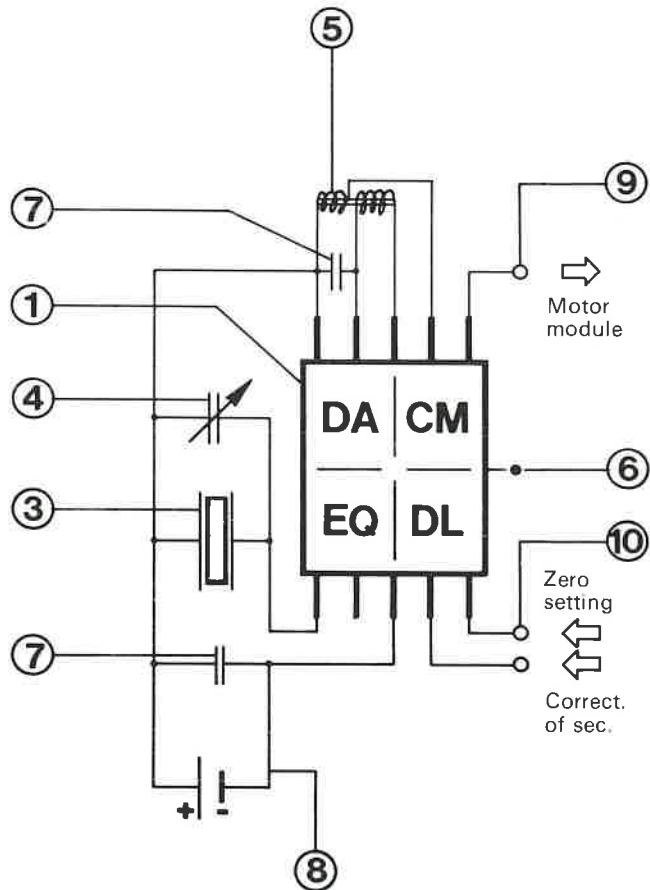 5
7
9
Motor
module
1
4
DA CM
6
3
EQ DL
10
Zero
setting
7
Correct.
of sec.
+ -
8